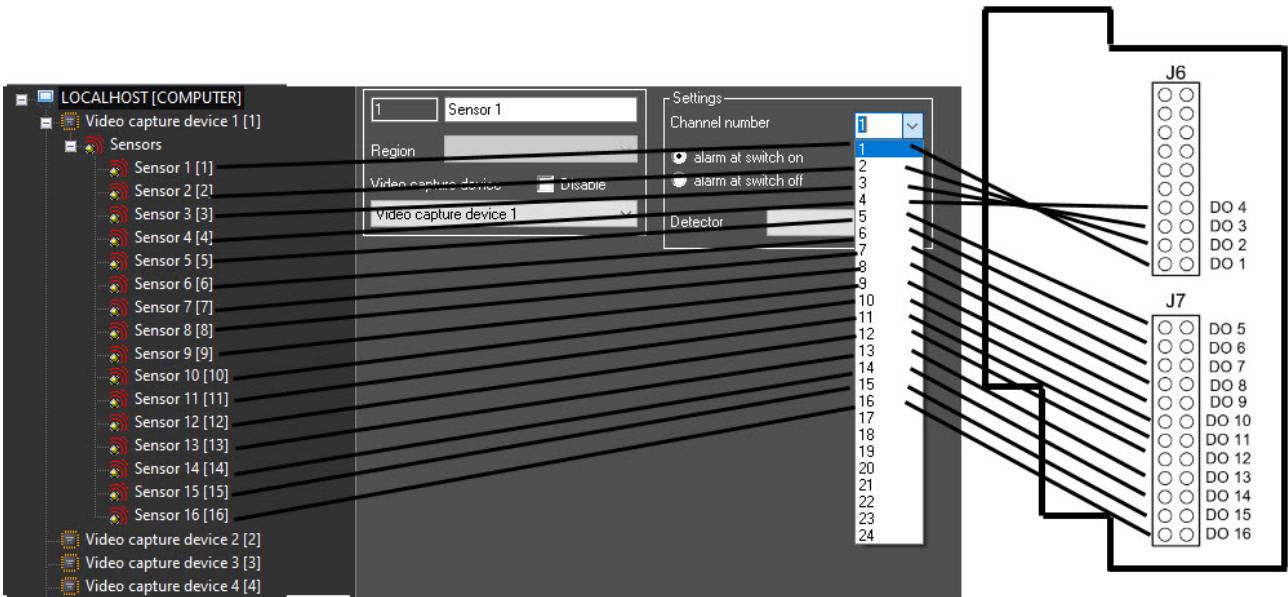 LOCALHOST [COMPUTER]
Video capture device 1 [1]
Sensors
Sensor 1 [1]
Sensor 2 [2]
Sensor 3 [3]
Sensor 4 [4]
Sensor 5 [5]
Sensor 6 [6]
Sensor 7 [7]
Sensor 8 [8]
Sensor 9 [9]
Sensor 10 [10]
Sensor 11 [11]
Sensor 12 [12]
Sensor 13 [13]
Sensor 14 [14]
Sensor 15 [15]
Sensor 16 [16]
Video capture device 2 [2]
Video capture device 3 [3]
Video capture device 4 [4]
1 Sensor 1
Region
Video capture device Disable
Video capture device 1
Settings
Channel number 1
alarm at switch on
alarm at switch off
Detector
1
2
3
4
5
6
7
8
9
10
11
12
13
14
15
16
17
18
19
20
21
22
23
24
J6
DO 4
DO 3
DO 2
DO 1
J7
DO 5
DO 6
DO 7
DO 8
DO 9
DO 10
DO 11
DO 12
DO 13
DO 14
DO 15
DO 16